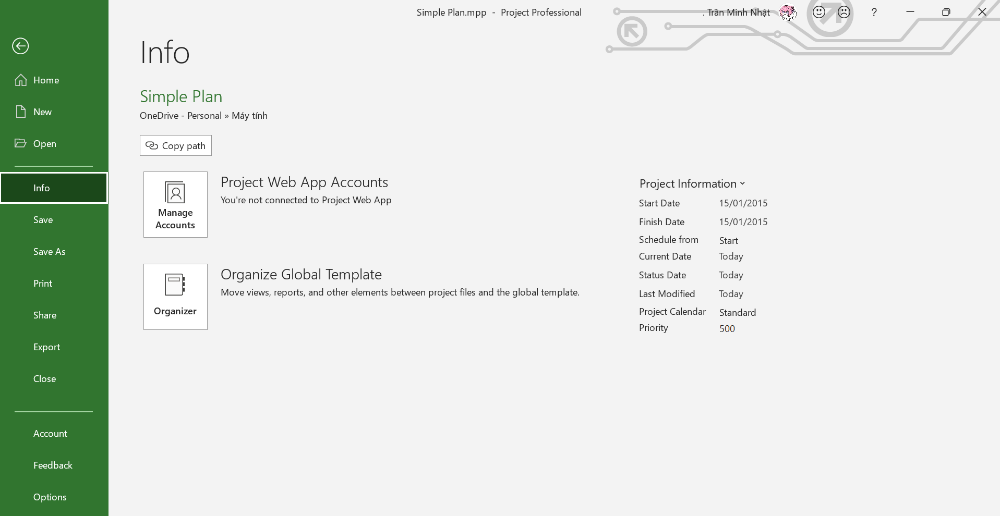 Simple Plan.mpp - Project Professional
. Trần Minh Nhật
?
Info
Home
New
Open
Info
Save
Save As
Print
Share
Export
Close
Account
Feedback
Options
Simple Plan
OneDrive - Personal » Máy tính
Copy path
Manage
Accounts
Project Web App Accounts
You're not connected to Project Web App
Organizer
Organize Global Template
Move views, reports, and other elements between project files and the global template.
Project Information
Start Date 15/01/2015
Finish Date 15/01/2015
Schedule from Start
Current Date Today
Status Date Today
Last Modified Today
Project Calendar Standard
Priority 500